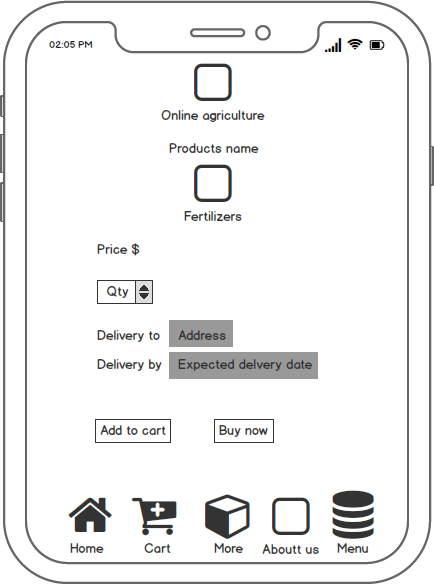 02:05 PM
Online agriculture
Products name
Fertilizers
Price $
Qty
Delivery to Address
Delivery by Expected delvery date
Add to cart Buy now
Home Cart More Aboutt us Menu